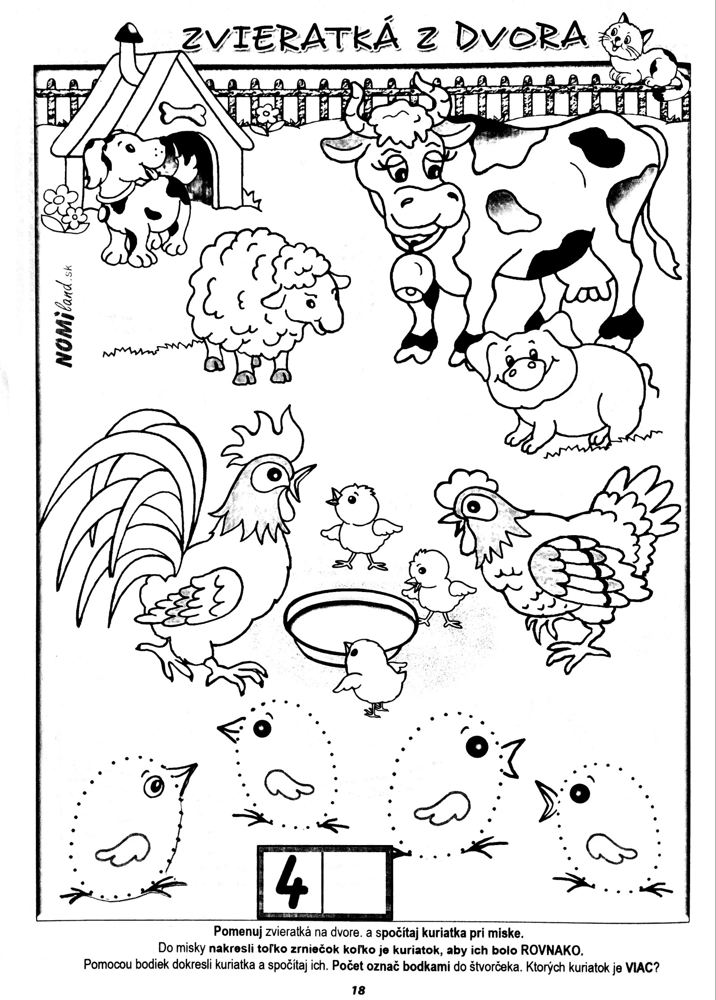 ZVIERATKÁ Z DVORA
NOMiland.sk
4
Pomenuj zvieratká na dvore. a spočítaj kuriatka pri miske.
Do misky nakresli toľko zrniečok koľko je kuriatok, aby ich bolo ROVNAKO.
Pomocou bodiek dokresli kuriatka a spočítaj ich. Počet označ bodkami do štvorčeka. Ktorých kuriatok je VIAC?
18